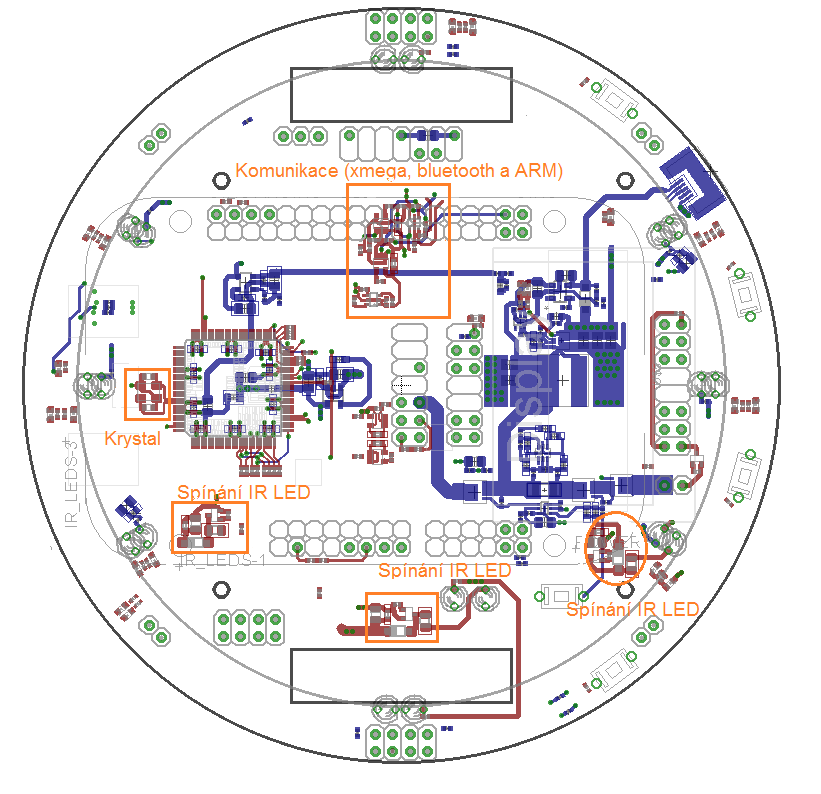 Komunikace (xmega, bluetooth a ARM)
Krystal
IR_LEDS-3
Spínání IR LED
IR_LEDS-1
Spínání IR LED
Spínání IR LED